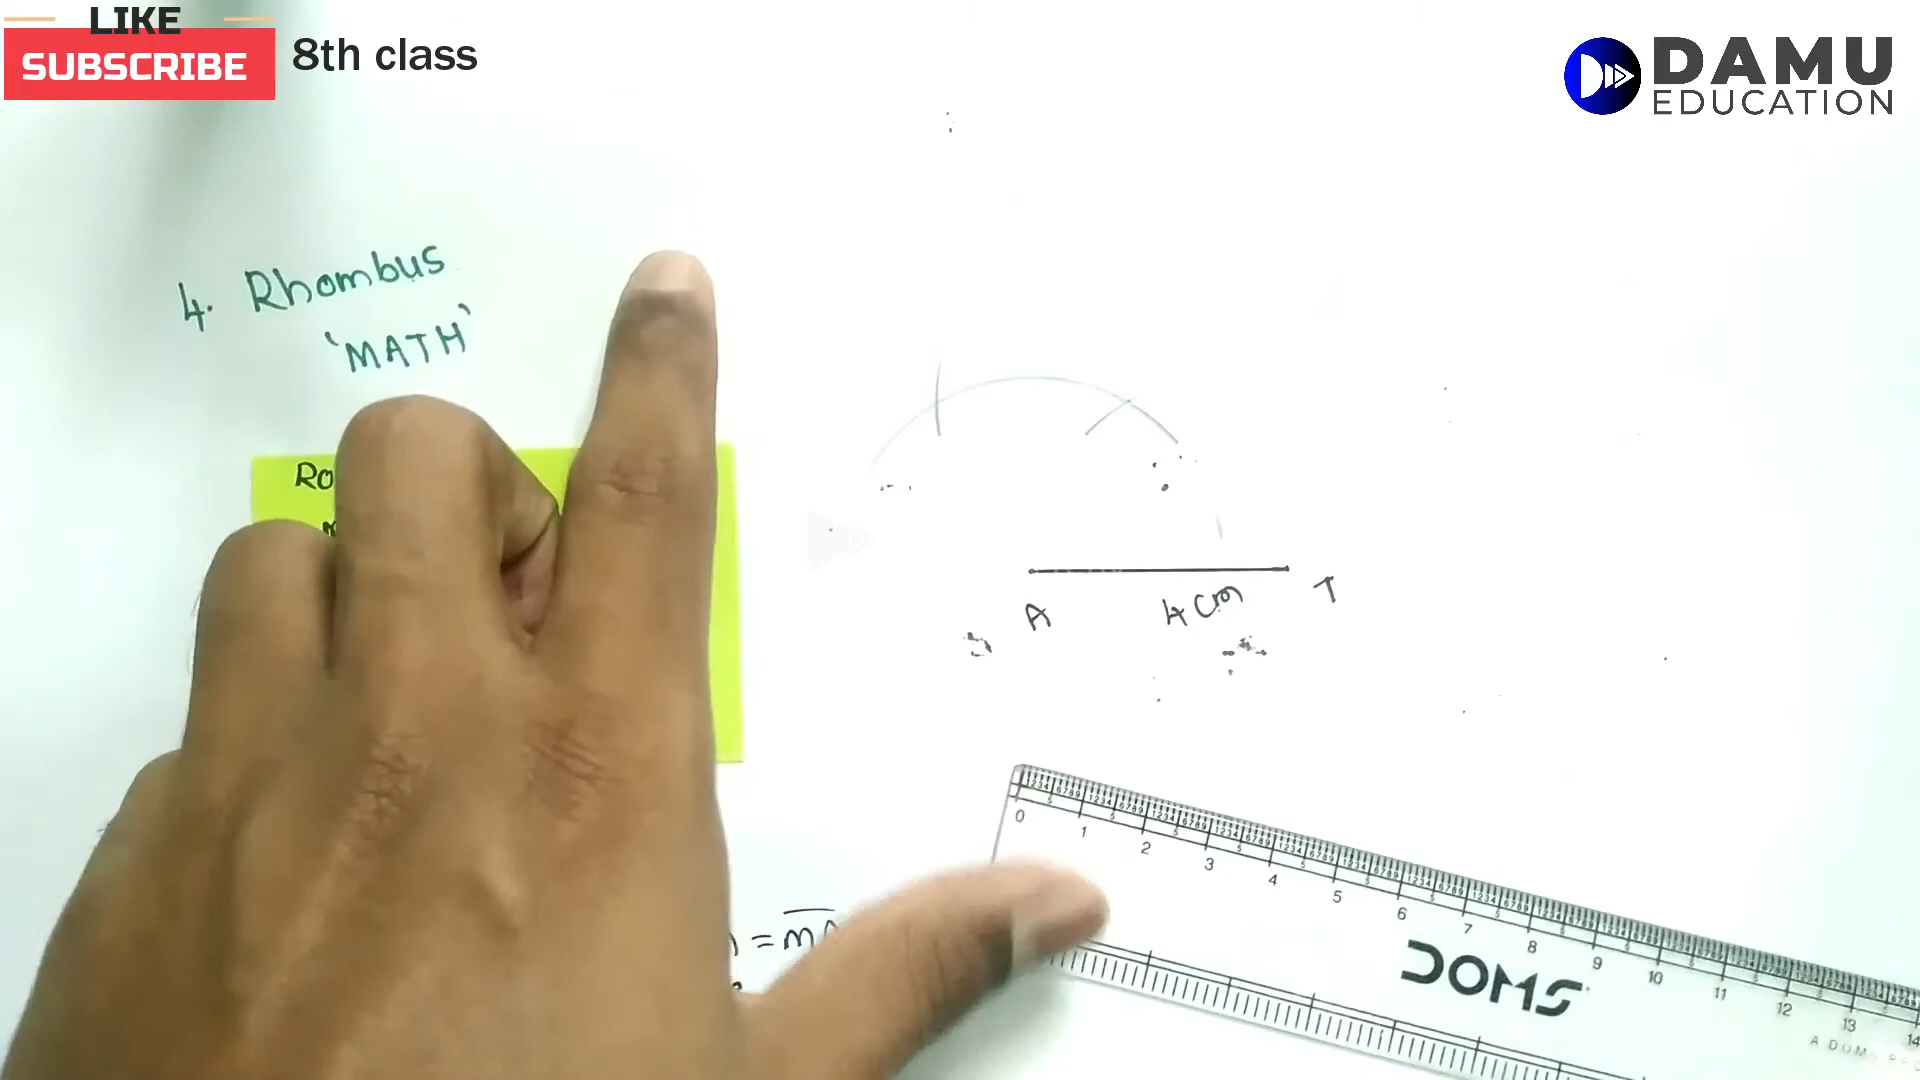 LIKE
SUBSCRIBE
8th class
DAMU
EDUCATION
4. Rhombus
'MATH'
A
4 cm
T
0 1 2 3 4 5 6 7 8 9 10 11 12 13 14
DOMS